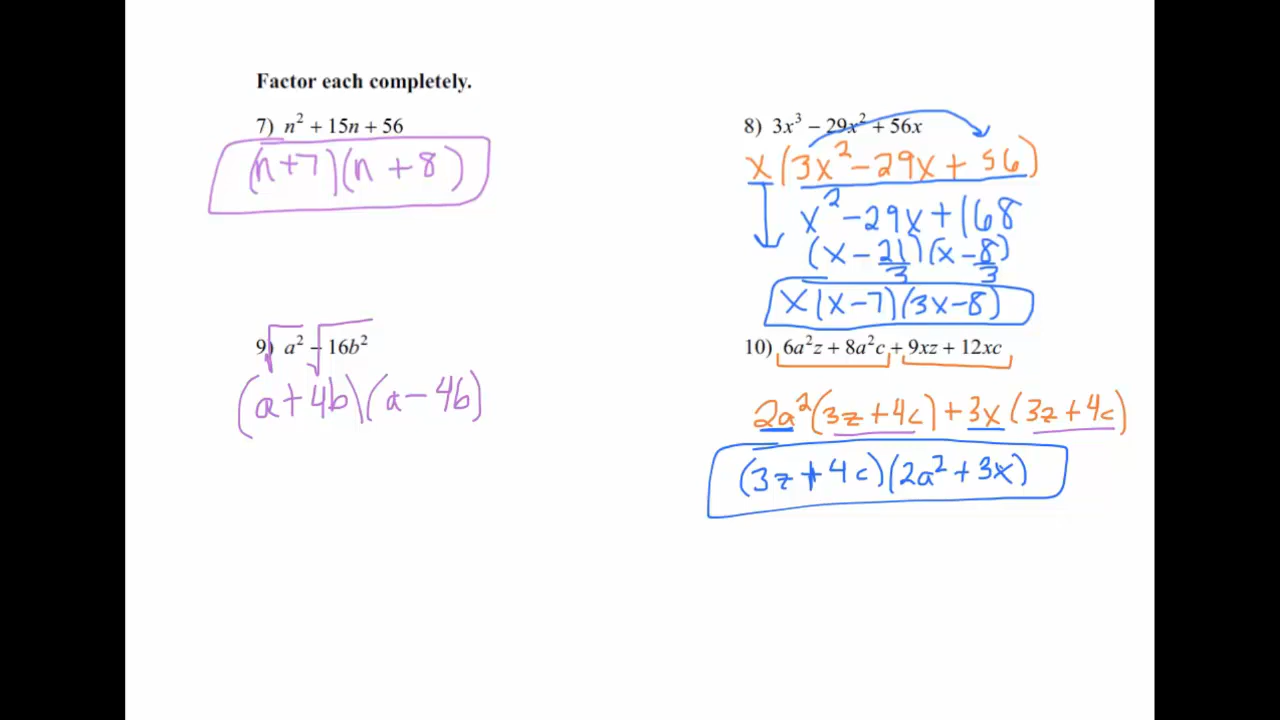 Factor each completely.
7) n² + 15n + 56
(n+7)(n+8)
8) 3x³ − 29x² + 56x
x(3x²−29x+56)
x²−29x+168
(x−21)(x−8)
3 3
x(x−7)(3x−8)
9) a² − 16b²
(a+4b)(a−4b)
10) 6a²z + 8a²c + 9xz + 12xc
2a²(3z+4c)+3x(3z+4c)
(3z+4c)(2a²+3x)